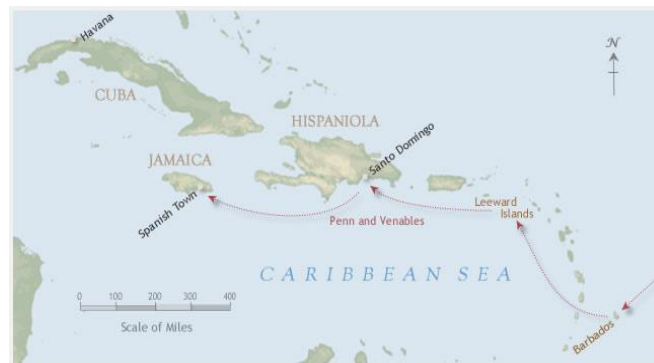 Havana
N
CUBA
HISPANIOLA
Santo Domingo
JAMAICA
Spanish Town
Leeward
Islands
Penn and Venables
CARIBBEAN SEA
0 100 200 300 400
Scale of Miles
Barbados